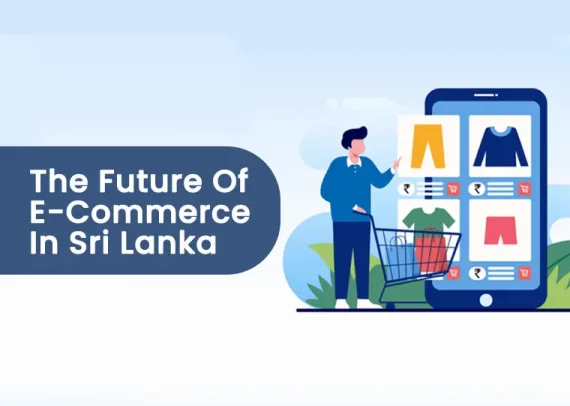 The Future Of
E-Commerce
In Sri Lanka
₹ ₹
₹ ₹